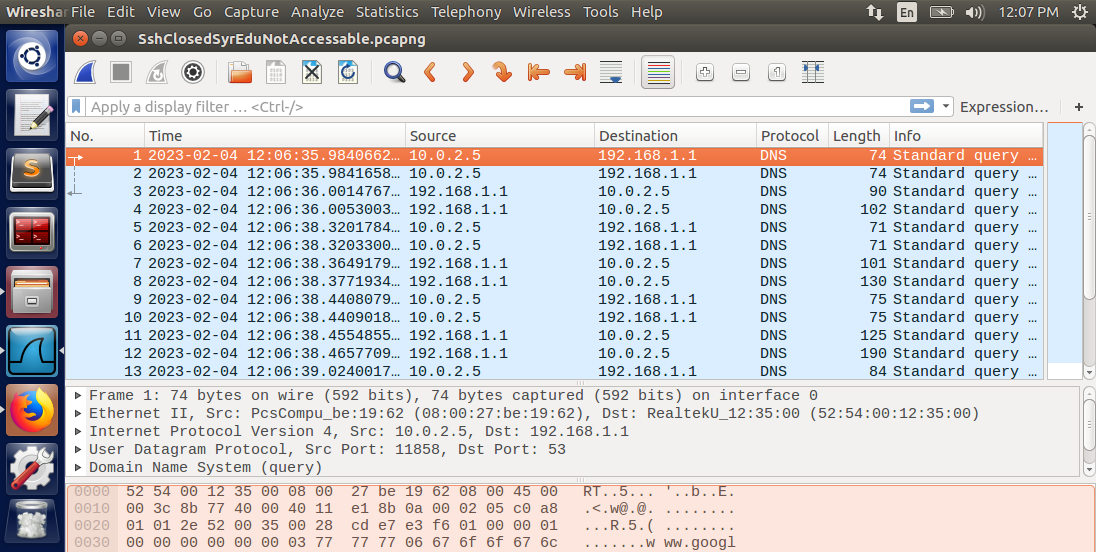 Wireshar File Edit View Go Capture Analyze Statistics Telephony Wireless Tools Help En 12:07 PM
SshClosedSyrEduNotAccessable.pcapng
Apply a display filter … <Ctrl-/> Expression… +
No. Time Source Destination Protocol Length Info
1 2023-02-04 12:06:35.9840662… 10.0.2.5 192.168.1.1 DNS 74 Standard query …
2 2023-02-04 12:06:35.9841658… 10.0.2.5 192.168.1.1 DNS 74 Standard query …
3 2023-02-04 12:06:36.0014767… 192.168.1.1 10.0.2.5 DNS 90 Standard query …
4 2023-02-04 12:06:36.0053003… 192.168.1.1 10.0.2.5 DNS 102 Standard query …
5 2023-02-04 12:06:38.3201784… 10.0.2.5 192.168.1.1 DNS 71 Standard query …
6 2023-02-04 12:06:38.3203300… 10.0.2.5 192.168.1.1 DNS 71 Standard query …
7 2023-02-04 12:06:38.3649179… 192.168.1.1 10.0.2.5 DNS 101 Standard query …
8 2023-02-04 12:06:38.3771934… 192.168.1.1 10.0.2.5 DNS 130 Standard query …
9 2023-02-04 12:06:38.4408079… 10.0.2.5 192.168.1.1 DNS 75 Standard query …
10 2023-02-04 12:06:38.4409018… 10.0.2.5 192.168.1.1 DNS 75 Standard query …
11 2023-02-04 12:06:38.4554855… 192.168.1.1 10.0.2.5 DNS 125 Standard query …
12 2023-02-04 12:06:38.4657709… 192.168.1.1 10.0.2.5 DNS 190 Standard query …
13 2023-02-04 12:06:39.0240017… 10.0.2.5 192.168.1.1 DNS 84 Standard query …
Frame 1: 74 bytes on wire (592 bits), 74 bytes captured (592 bits) on interface 0
Ethernet II, Src: PcsCompu_be:19:62 (08:00:27:be:19:62), Dst: RealtekU_12:35:00 (52:54:00:12:35:00)
Internet Protocol Version 4, Src: 10.0.2.5, Dst: 192.168.1.1
User Datagram Protocol, Src Port: 11858, Dst Port: 53
Domain Name System (query)
0000 52 54 00 12 35 00 08 00 27 be 19 62 08 00 45 00 RT..5... '..b..E.
0010 00 3c 8b 77 40 00 40 11 e1 8b 0a 00 02 05 c0 a8 .<.w@.@. ........
0020 01 01 2e 52 00 35 00 28 cd e7 e3 f6 01 00 00 01 ...R.5.( ........
0030 00 00 00 00 00 00 03 77 77 77 06 67 6f 6f 67 6c .......w ww.googl